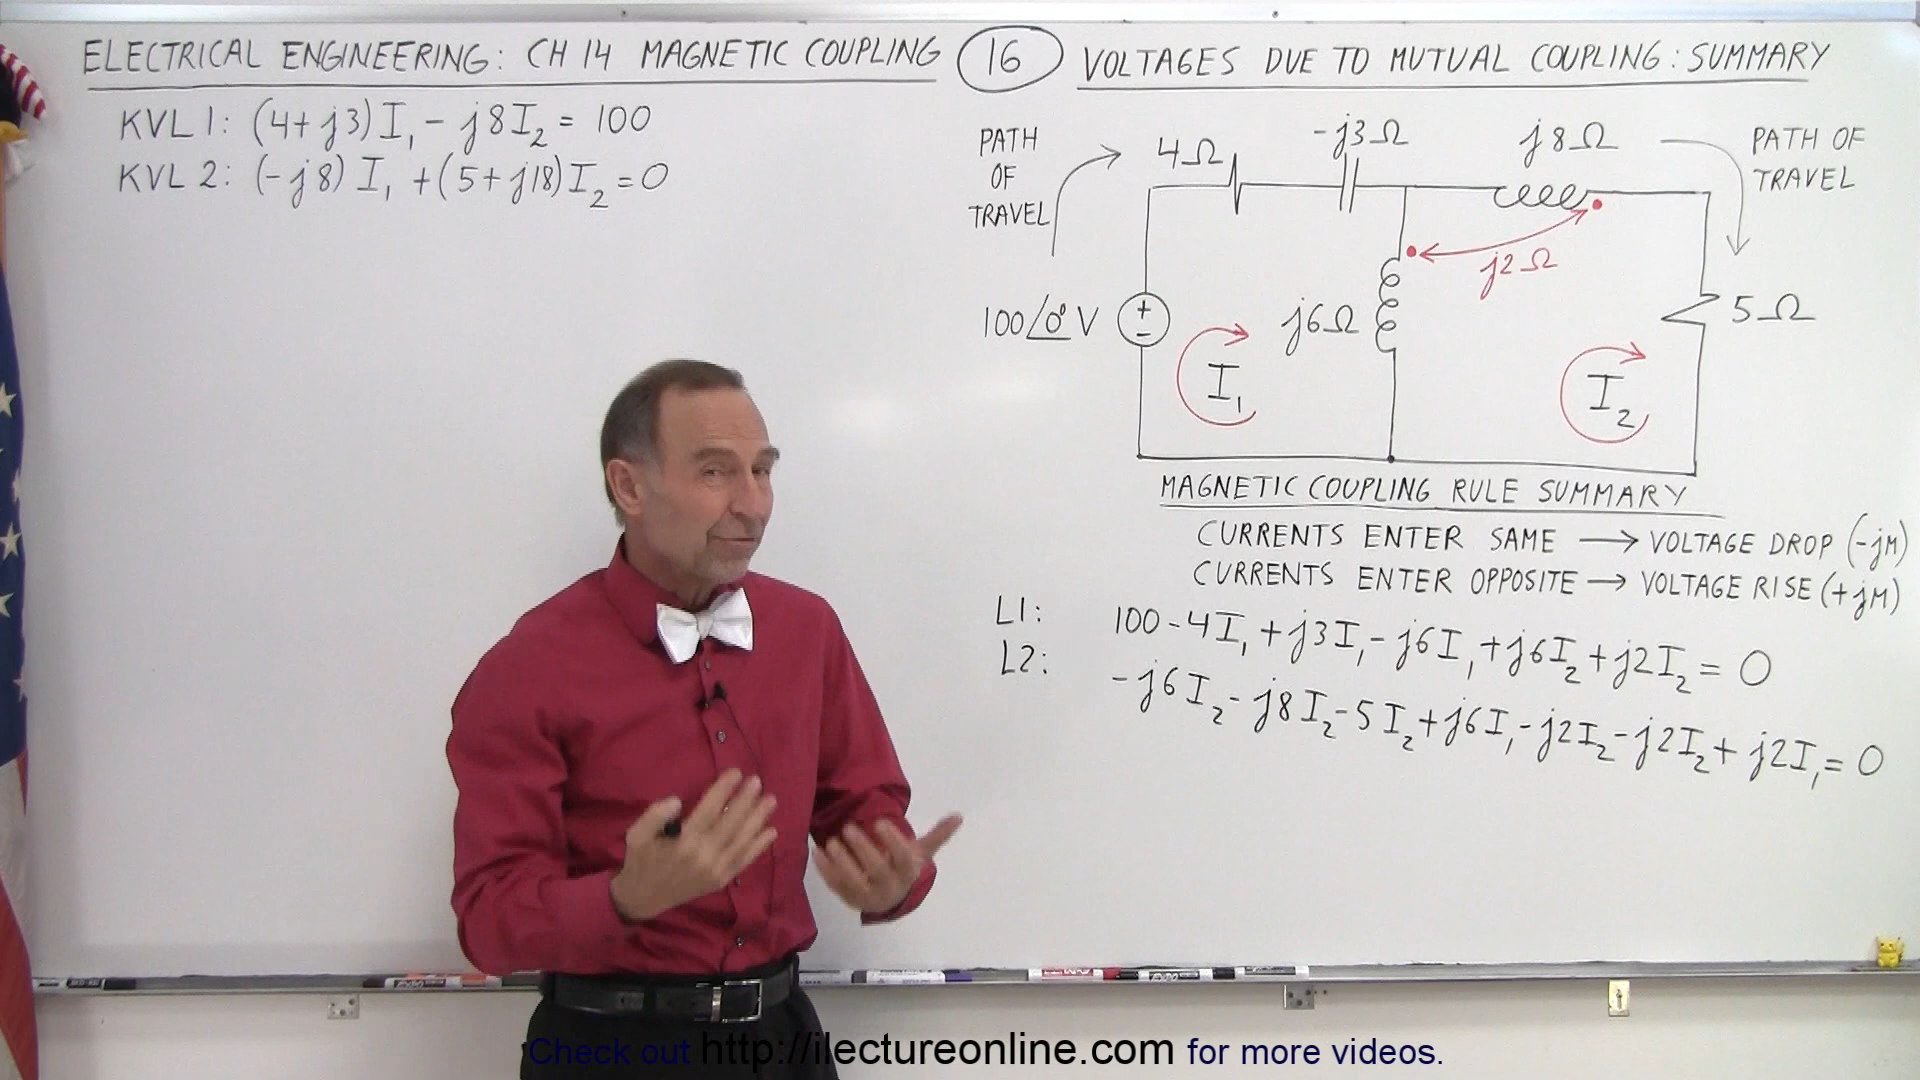 ELECTRICAL ENGINEERING: CH 14 MAGNETIC COUPLING 16 VOLTAGES DUE TO MUTUAL COUPLING: SUMMARY
KVL 1: (4+j3)I₁ - j8I₂ = 100
KVL 2: (-j8) I₁ + (5+j18)I₂ = 0
PATH
OF
TRAVEL
4Ω
-j3Ω
j8Ω
PATH OF
TRAVEL
j2Ω
100/0° V
+
-
j6Ω
5Ω
I₁
I₂
MAGNETIC COUPLING RULE SUMMARY
CURRENTS ENTER SAME → VOLTAGE DROP (-jM)
CURRENTS ENTER OPPOSITE → VOLTAGE RISE (+jM)
L1: 100 - 4I₁ + j3I₁ - j6I₁ + j6I₂ + j2I₂ = 0
L2: -j6I₂ - j8I₂ - 5I₂ + j6I₁ - j2I₂ - j2I₂ + j2I₁ = 0
Check out http://ilectureonline.com for more videos.